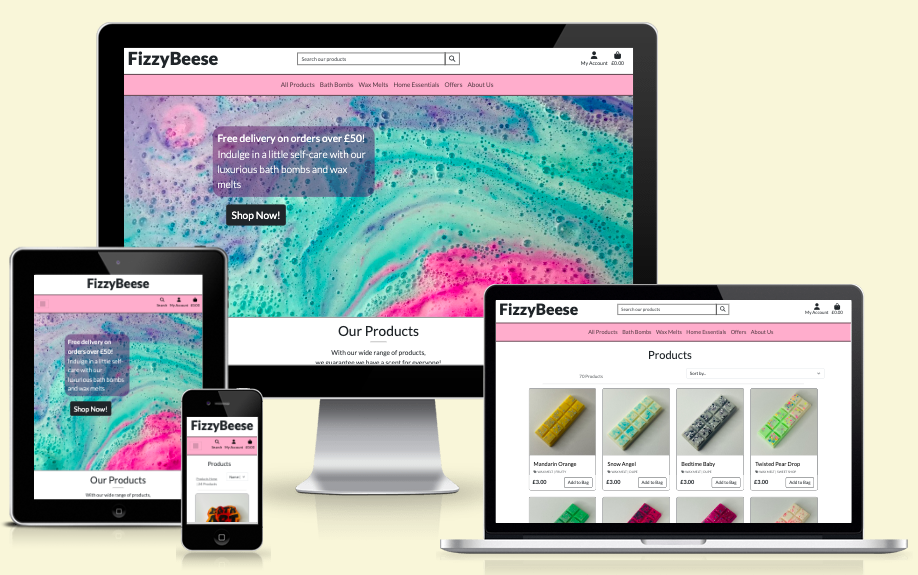 FizzyBeese
Search our products
My Account £0.00
All Products Bath Bombs Wax Melts Home Essentials Offers About Us
Free delivery on orders over £50!
Indulge in a little self-care with our
luxurious bath bombs and wax
melts
Shop Now!
Our Products
With our wide range of products,
we guarantee we have a scent for everyone!
FizzyBeese
Search My Account £0.00
Free delivery on
orders over £50!
Indulge in a little self-
care with our
luxurious bath bombs
and wax melts
Shop Now!
Our Products
With our wide range of products,
FizzyBeese
Search My Account £0.00
Products
FizzyBeese
Search our products
My Account £0.00
All Products Bath Bombs Wax Melts Home Essentials Offers About Us
Products
70 Products
Sort by...
Mandarin Orange Snow Angel Bedtime Baby Twisted Pear Drop
£3.00 Add to Bag £3.00 Add to Bag £3.00 Add to Bag £3.00 Add to Bag